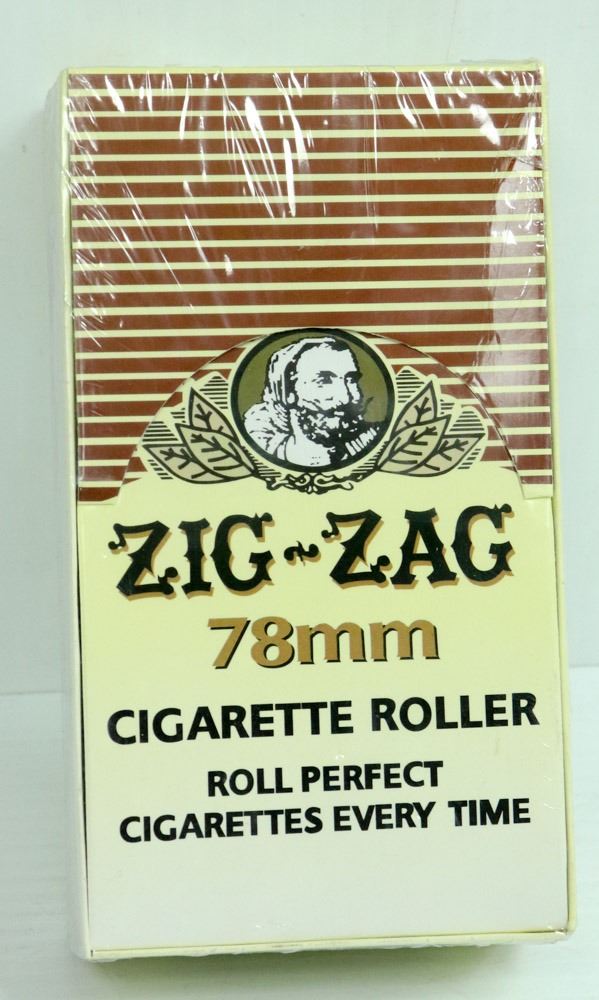 ZIG~ZAG
78mm
CIGARETTE ROLLER
ROLL PERFECT
CIGARETTES EVERY TIME